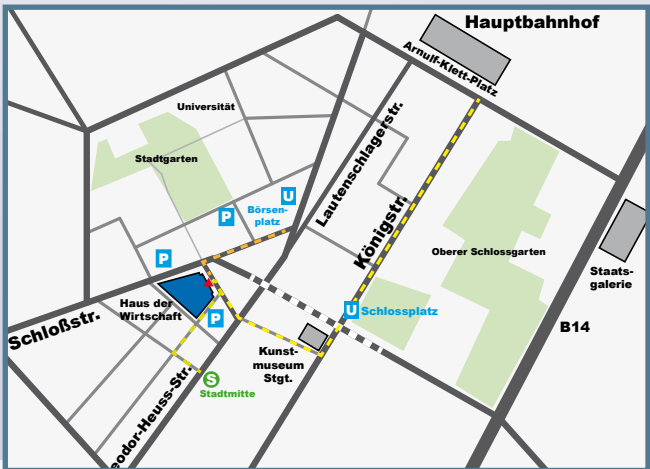 Hauptbahnhof
Arnulf-Klett-Platz
Universität
Stadtgarten
Lautenschlagerstr.
U
P
Börsen-
platz
Königstr.
Oberer Schlossgarten
P
Staats-
galerie
Haus der
Wirtschaft
P
U Schlossplatz
B14
Schloßstr.
Kunst-
museum
Stgt.
S
Stadtmitte
eodor-Heuss-Str.